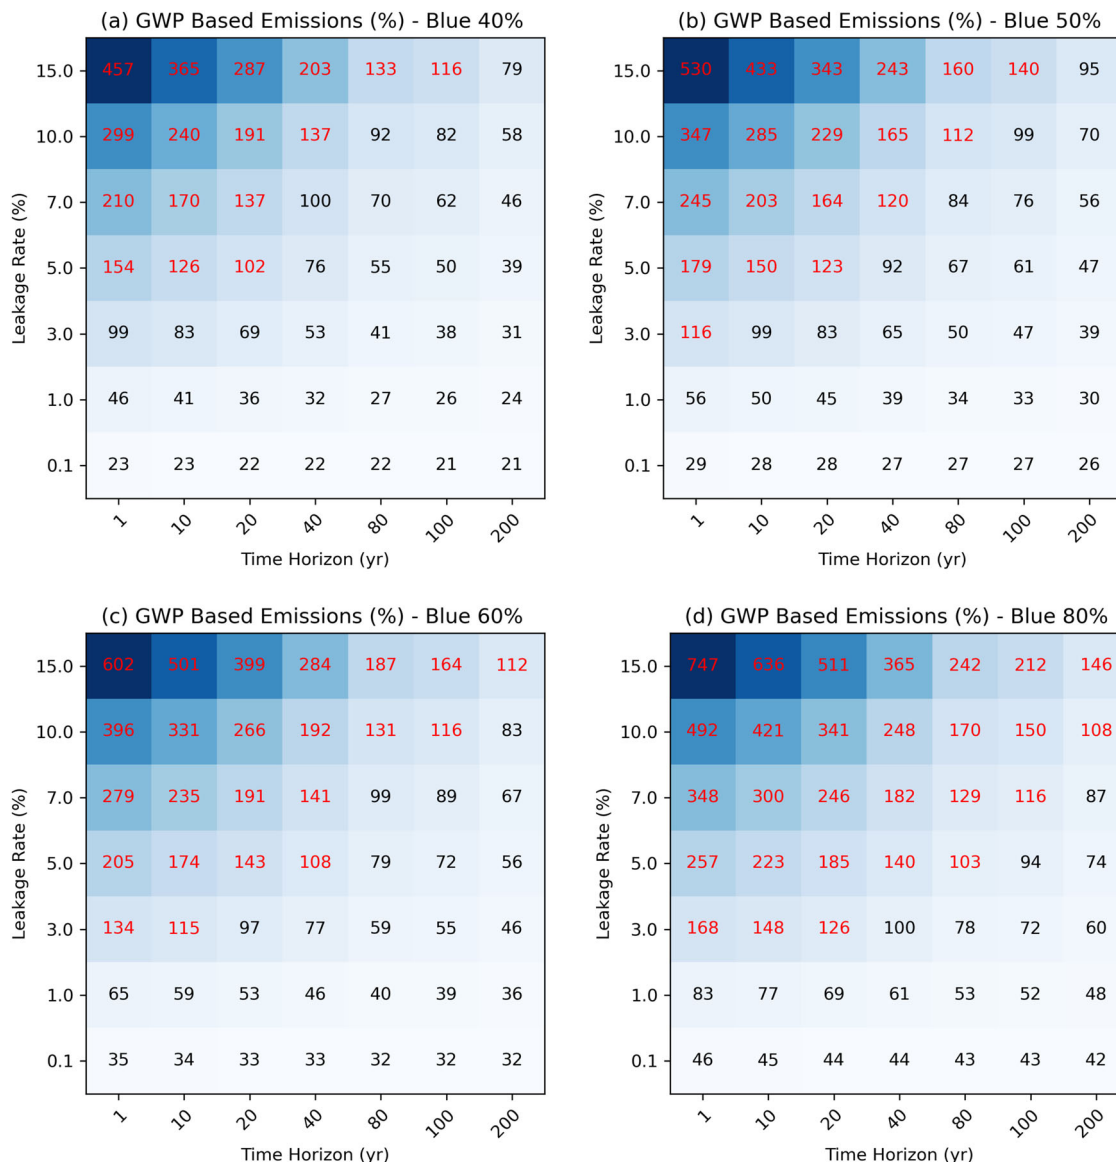 (a) GWP Based Emissions (%) - Blue 40%
Leakage Rate (%)
15.0 457 365 287 203 133 116 79
10.0 299 240 191 137 92 82 58
7.0 210 170 137 100 70 62 46
5.0 154 126 102 76 55 50 39
3.0 99 83 69 53 41 38 31
1.0 46 41 36 32 27 26 24
0.1 23 23 22 22 22 21 21
1 10 20 40 80 100 200
Time Horizon (yr)
(b) GWP Based Emissions (%) - Blue 50%
Leakage Rate (%)
15.0 530 433 343 243 160 140 95
10.0 347 285 229 165 112 99 70
7.0 245 203 164 120 84 76 56
5.0 179 150 123 92 67 61 47
3.0 116 99 83 65 50 47 39
1.0 56 50 45 39 34 33 30
0.1 29 28 28 27 27 27 26
1 10 20 40 80 100 200
Time Horizon (yr)
(c) GWP Based Emissions (%) - Blue 60%
Leakage Rate (%)
15.0 602 501 399 284 187 164 112
10.0 396 331 266 192 131 116 83
7.0 279 235 191 141 99 89 67
5.0 205 174 143 108 79 72 56
3.0 134 115 97 77 59 55 46
1.0 65 59 53 46 40 39 36
0.1 35 34 33 33 32 32 32
1 10 20 40 80 100 200
Time Horizon (yr)
(d) GWP Based Emissions (%) - Blue 80%
Leakage Rate (%)
15.0 747 636 511 365 242 212 146
10.0 492 421 341 248 170 150 108
7.0 348 300 246 182 129 116 87
5.0 257 223 185 140 103 94 74
3.0 168 148 126 100 78 72 60
1.0 83 77 69 61 53 52 48
0.1 46 45 44 44 43 43 42
1 10 20 40 80 100 200
Time Horizon (yr)